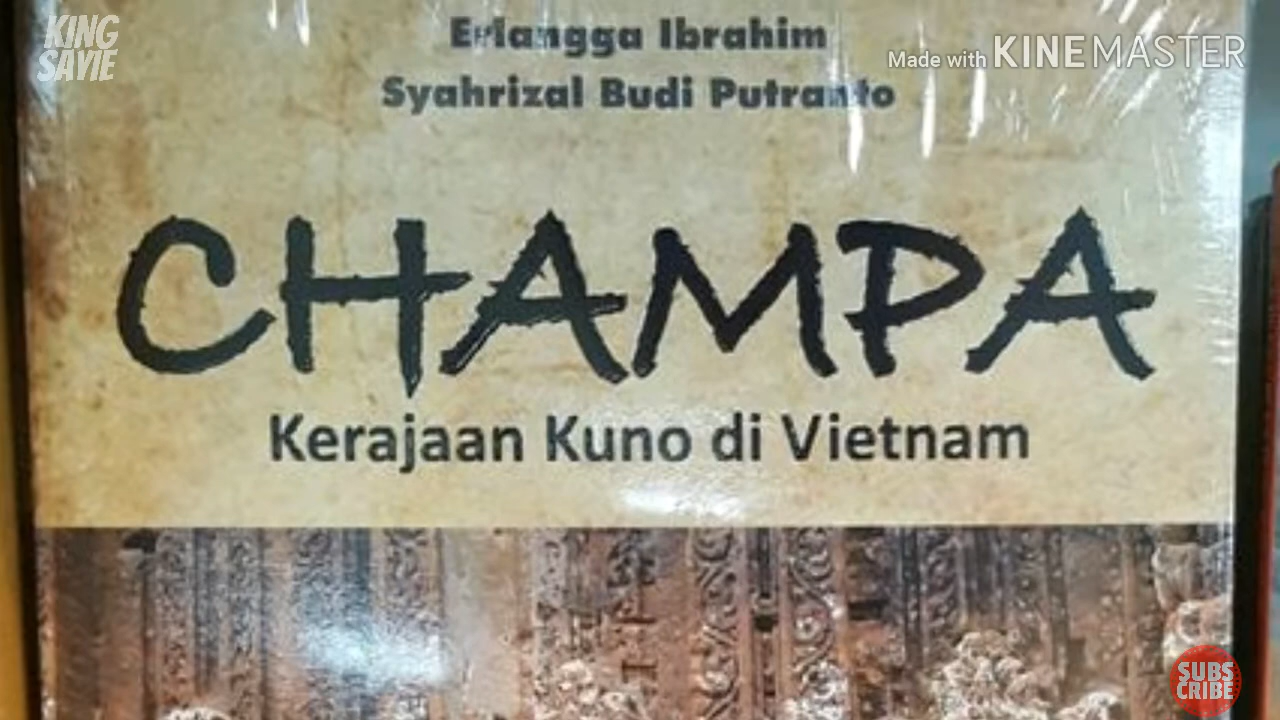 KING
SAVIE
Made with KINEMASTER
Erlangga Ibrahim
Syahrizal Budi Putranto
CHAMPA
Kerajaan Kuno di Vietnam
SUBS
CRIBE